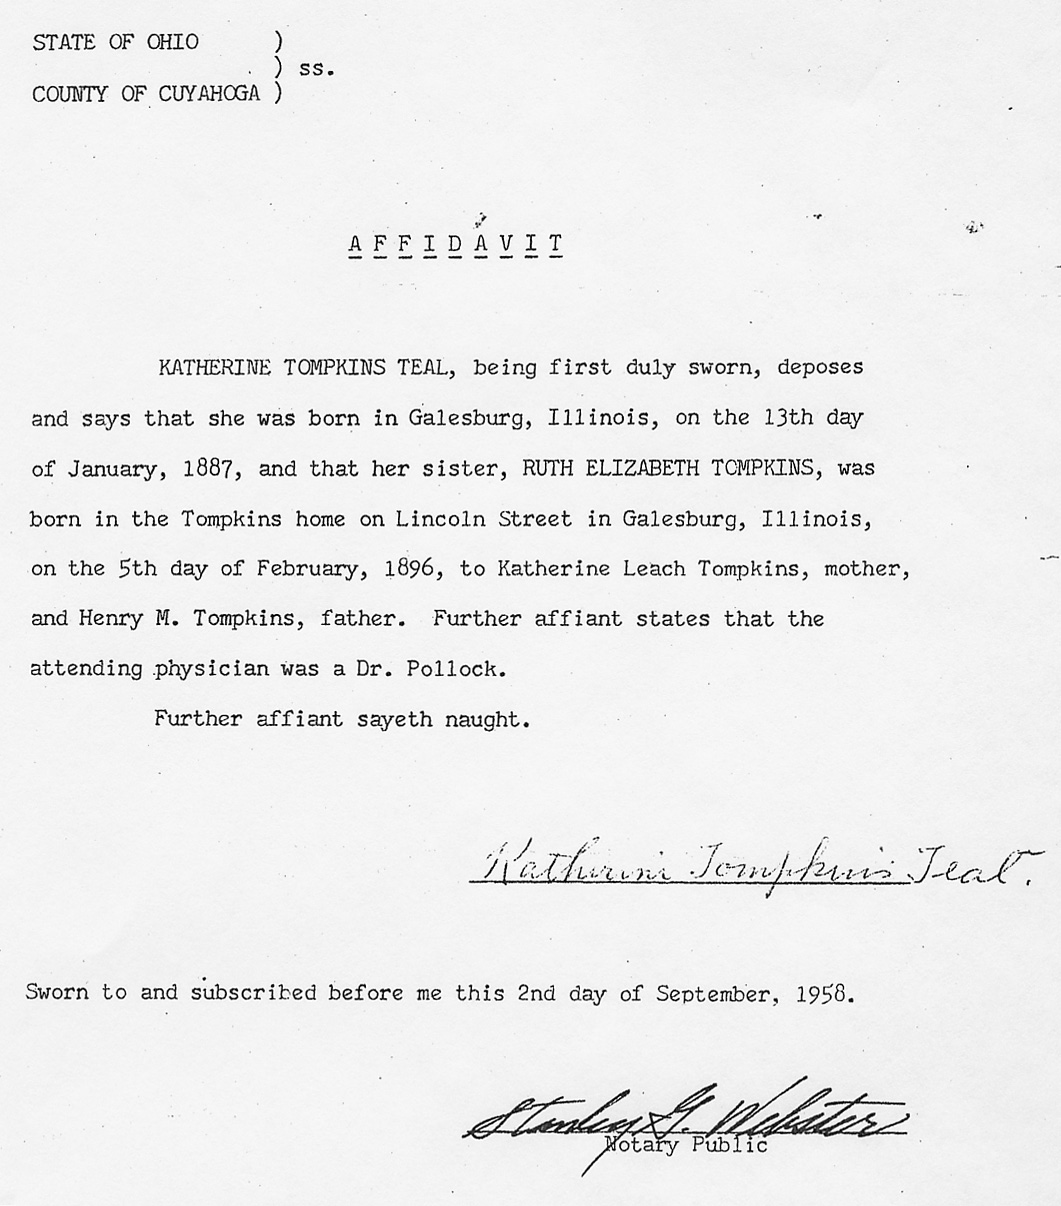 STATE OF OHIO )
) ss.
COUNTY OF CUYAHOGA )
AFFIDAVIT
KATHERINE TOMPKINS TEAL, being first duly sworn, deposes
and says that she was born in Galesburg, Illinois, on the 13th day
of January, 1887, and that her sister, RUTH ELIZABETH TOMPKINS, was
born in the Tompkins home on Lincoln Street in Galesburg, Illinois,
on the 5th day of February, 1896, to Katherine Leach Tompkins, mother,
and Henry M. Tompkins, father. Further affiant states that the
attending physician was a Dr. Pollock.
Further affiant sayeth naught.
Katherine Tompkins Teal.
Sworn to and subscribed before me this 2nd day of September, 1958.
Stanley G. Webster
Notary Public